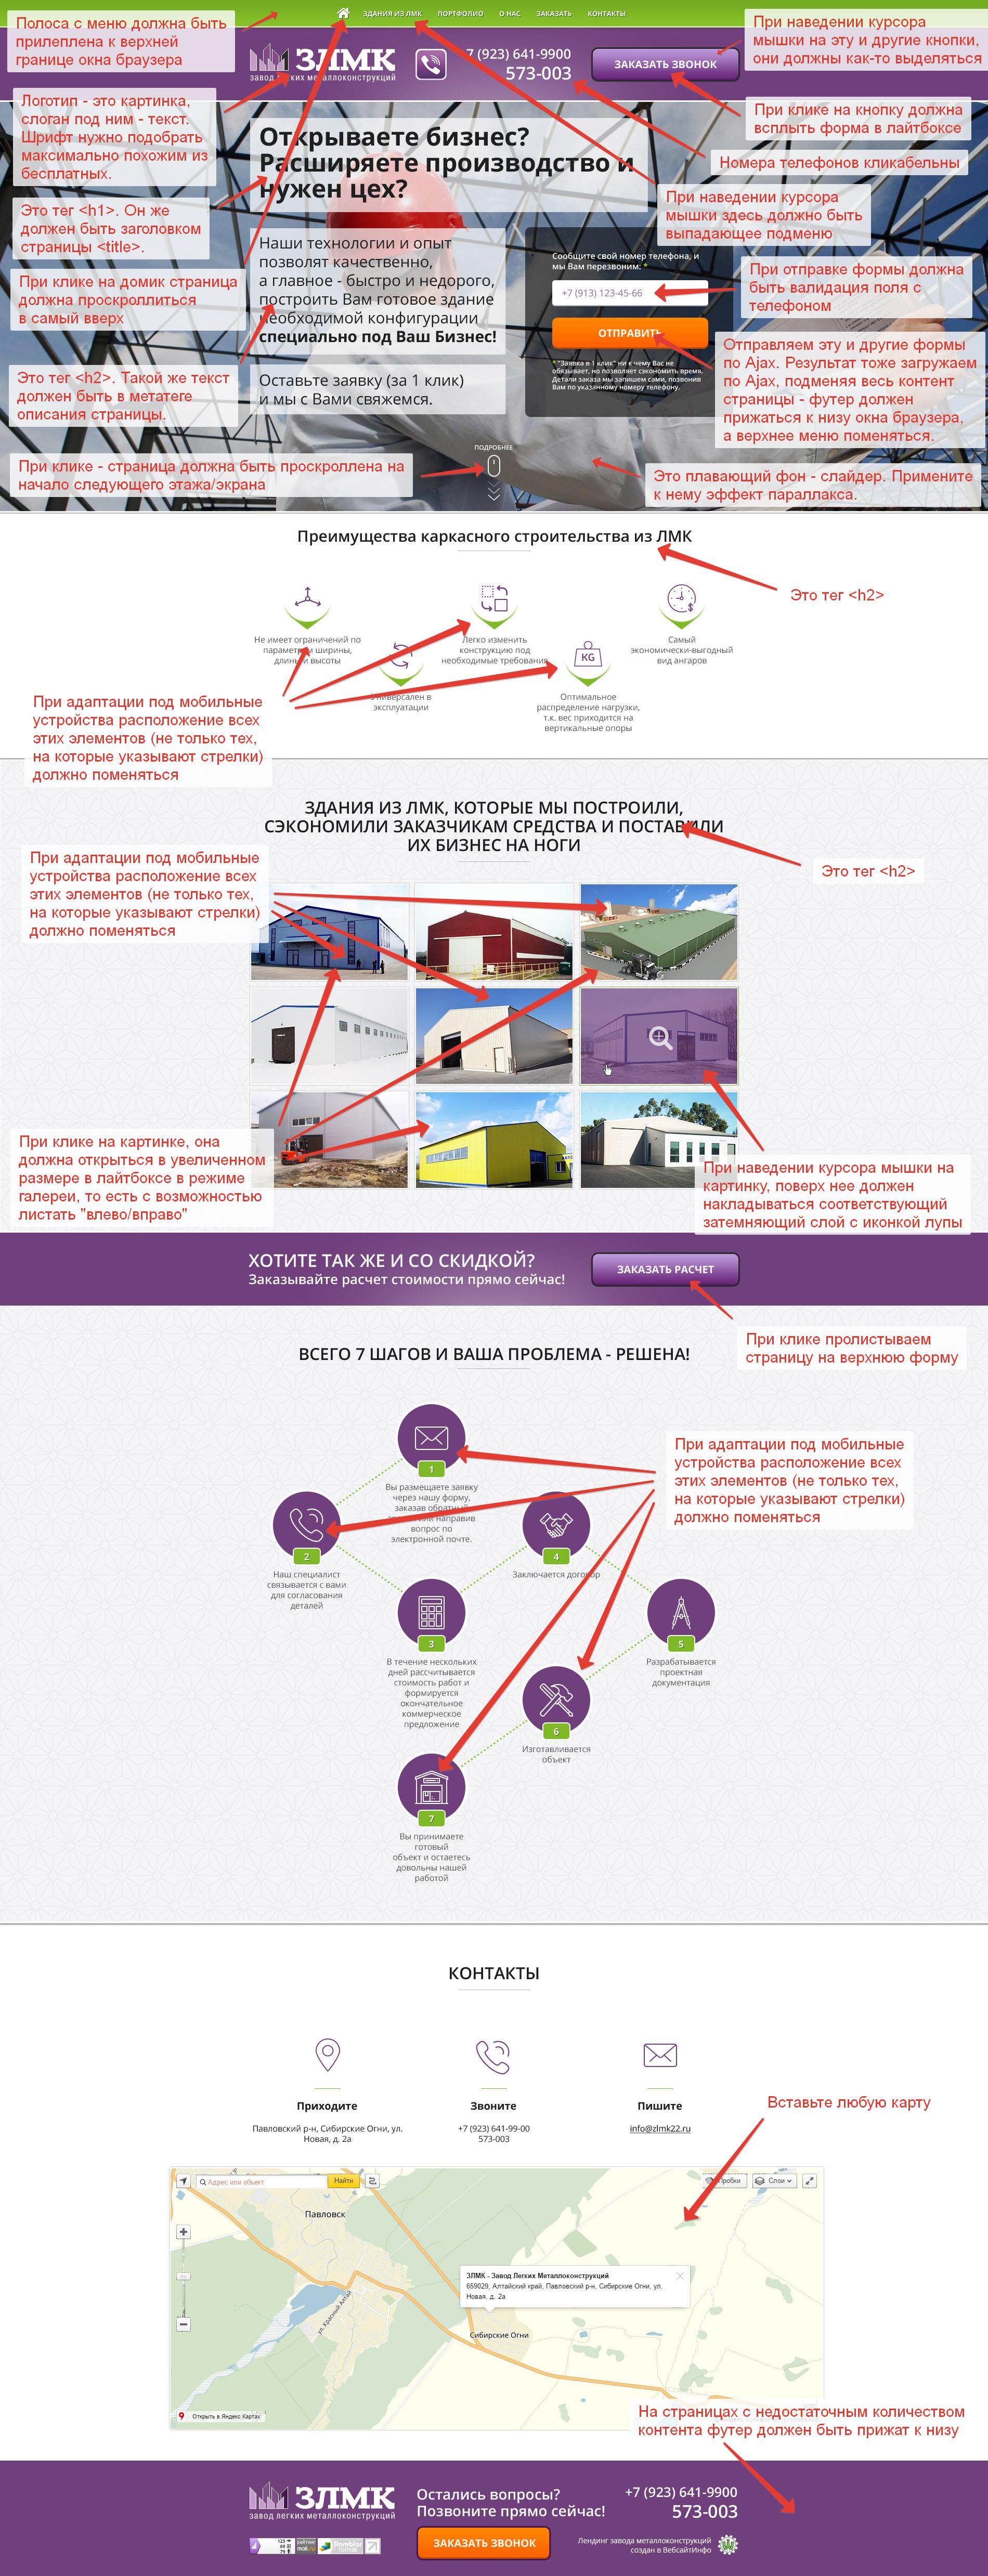 Полоса с меню должна быть
прилеплена к верхней
границе окна браузера
ЗДАНИЯ ИЗ ЛМК
ПОРТФОЛИО
О НАС
ЗАКАЗАТЬ
КОНТАКТЫ
При наведении курсора
мышки на эту и другие кнопки,
они должны как-то выделяться
ЗЛМК
завод легких металлоконструкций
7 (923) 641-9900
573-003
ЗАКАЗАТЬ ЗВОНОК
Логотип - это картинка,
слоган под ним - текст.
Шрифт нужно подобрать
максимально похожим из
бесплатных.
При клике на кнопку должна
всплыть форма в лайтбоксе
Номера телефонов кликабельны
Открываете бизнес?
Расширяете производство и
нужен цех?
Это тег <h1>. Он же
должен быть заголовком
страницы <title>.
При наведении курсора
мышки здесь должно быть
выпадающее подменю
При клике на домик страница
должна проскроллиться
в самый вверх
Наши технологии и опыт
позволят качественно,
а главное - быстро и недорого,
построить Вам готовое здание
необходимой конфигурации
специально под Ваш Бизнес!
Сообщите свой номер телефона, и
мы Вам перезвоним: *
+7 (913) 123-45-66
ОТПРАВИТЬ
* "Заявка в 1 клик" ни к чему Вас не
обязывает, но позволяет сэкономить время.
Детали заказа мы запишем сами, позвонив
Вам по указанному номеру телефону.
При отправке формы должна
быть валидация поля с
телефоном
Отправляем эту и другие формы
по Ajax. Результат тоже загружаем
по Ajax, подменяя весь контент
страницы - футер должен
прижаться к низу окна браузера,
а верхнее меню поменяться.
Это тег <h2>. Такой же текст
должен быть в метатеге
описания страницы.
Оставьте заявку (за 1 клик)
и мы с Вами свяжемся.
ПОДРОБНЕЕ
При клике - страница должна быть проскроллена на
начало следующего этажа/экрана
Это плавающий фон - слайдер. Примените
к нему эффект параллакса.
Преимущества каркасного строительства из ЛМК
Это тег <h2>
Не имеет ограничений по
параметрам ширины,
длины и высоты
Легко изменить
конструкцию под
необходимые требования
Самый
экономически-выгодный
вид ангаров
KG
Универсален в
эксплуатации
Оптимальное
распределение нагрузки,
т.к. вес приходится на
вертикальные опоры
При адаптации под мобильные
устройства расположение всех
этих элементов (не только тех,
на которые указывают стрелки)
должно поменяться
ЗДАНИЯ ИЗ ЛМК, КОТОРЫЕ МЫ ПОСТРОИЛИ,
СЭКОНОМИЛИ ЗАКАЗЧИКАМ СРЕДСТВА И ПОСТАВИЛИ
ИХ БИЗНЕС НА НОГИ
Это тег <h2>
При адаптации под мобильные
устройства расположение всех
этих элементов (не только тех,
на которые указывают стрелки)
должно поменяться
При клике на картинке, она
должна открыться в увеличенном
размере в лайтбоксе в режиме
галереи, то есть с возможностью
листать "влево/вправо"
При наведении курсора мышки на
картинку, поверх нее должен
накладываться соответствующий
затемняющий слой с иконкой лупы
ХОТИТЕ ТАК ЖЕ И СО СКИДКОЙ?
Заказывайте расчет стоимости прямо сейчас!
ЗАКАЗАТЬ РАСЧЕТ
При клике пролистываем
страницу на верхнюю форму
ВСЕГО 7 ШАГОВ И ВАША ПРОБЛЕМА - РЕШЕНА!
При адаптации под мобильные
устройства расположение всех
этих элементов (не только тех,
на которые указывают стрелки)
должно поменяться
1
Вы размещаете заявку
через нашу форму,
заказав обратный
направив
вопрос по
электронной почте.
2
Наш специалист
связывается с вами
для согласования
деталей
4
Заключается договор
3
В течение нескольких
дней рассчитывается
стоимость работ и
формируется
окончательное
коммерческое
предложение
5
Разрабатывается
проектная
документация
6
Изготавливается
объект
7
Вы принимаете
готовый
объект и остаетесь
довольны нашей
работой
КОНТАКТЫ
Приходите
Павловский р-н, Сибирские Огни, ул.
Новая, д. 2а
Звоните
+7 (923) 641-99-00
573-003
Пишите
info@zlmk22.ru
Вставьте любую карту
Адрес или объект
Найти
Пробки
Слои
Павловск
ул. Красный Алтай
ЗЛМК - Завод Легких Металлоконструкций
659029, Алтайский край, Павловский р-н, Сибирские Огни, ул.
Новая, д. 2а
Сибирские Огни
Открыть в Яндекс.Картах
На страницах с недостаточным количеством
контента футер должен быть прижат к низу
ЗЛМК
завод легких металлоконструкций
Остались вопросы?
Позвоните прямо сейчас!
+7 (923) 641-9900
573-003
ЗАКАЗАТЬ ЗВОНОК
Лендинг завода металлоконструкций
создан в ВебсайтИнфо
рейтинг
mail.ru
Rambler